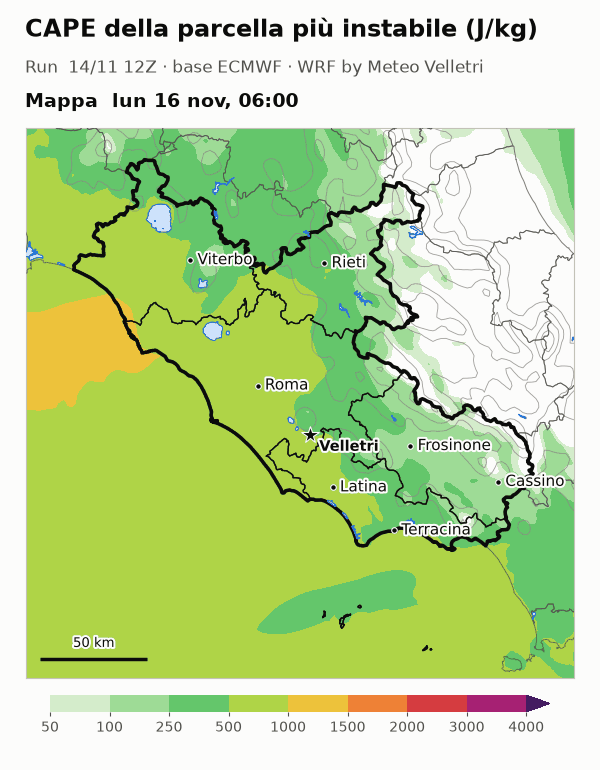 CAPE della parcella più instabile (J/kg)
Run  14/11 12Z · base ECMWF · WRF by Meteo Velletri
Mappa  lun 16 nov, 06:00
Viterbo
Rieti
Roma
Velletri
Frosinone
Latina
Cassino
Terracina
50 km
50 100 250 500 1000 1500 2000 3000 4000